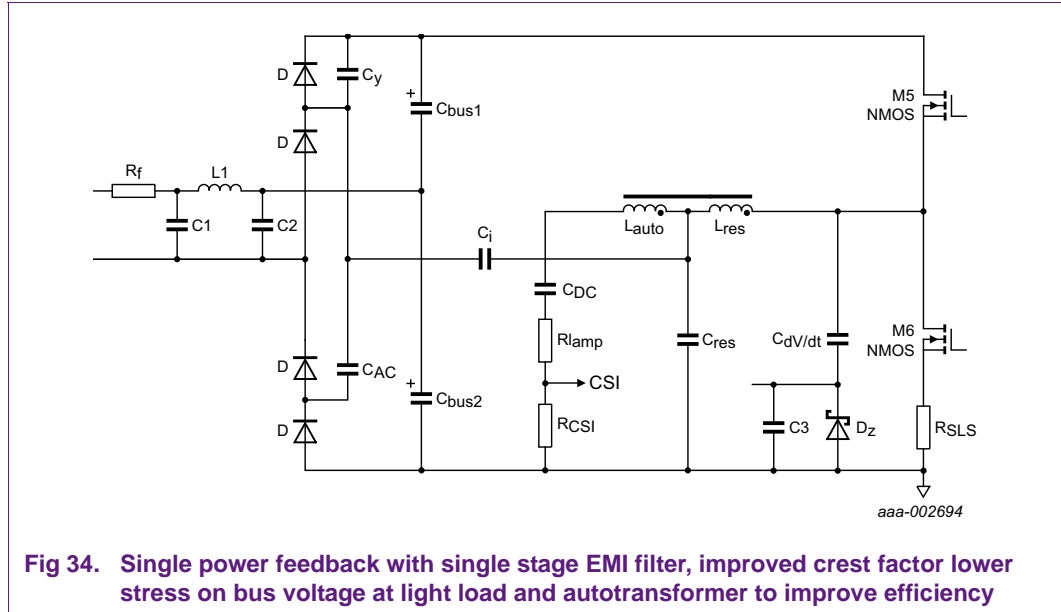 D
Cy
D
+
Cbus1
M5
NMOS
Rf
L1
C1
C2
Lauto
Lres
Ci
CDC
Rlamp
CSI
RCSI
Cres
CdV/dt
M6
NMOS
D
CAC
D
+
Cbus2
C3
Dz
RSLS
aaa-002694
Fig 34. Single power feedback with single stage EMI filter, improved crest factor lower
stress on bus voltage at light load and autotransformer to improve efficiency